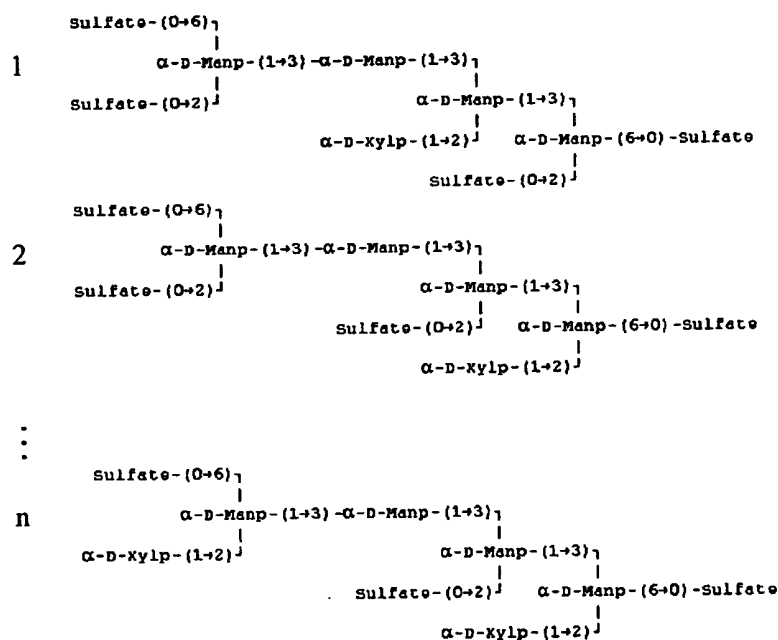 Sulfate-(0→6)
1 α-D-Manp-(1→3)-α-D-Manp-(1→3)
Sulfate-(0→2) α-D-Manp-(1→3)
α-D-Xylp-(1→2) α-D-Manp-(6→0)-Sulfate
Sulfate-(0→2)
Sulfate-(0→6)
2 α-D-Manp-(1→3)-α-D-Manp-(1→3)
Sulfate-(0→2) α-D-Manp-(1→3)
Sulfate-(0→2) α-D-Manp-(6→0)-Sulfate
α-D-Xylp-(1→2)
Sulfate-(0→6)
n α-D-Manp-(1→3)-α-D-Manp-(1→3)
α-D-Xylp-(1→2) α-D-Manp-(1→3)
Sulfate-(0→2) α-D-Manp-(6→0)-Sulfate
α-D-Xylp-(1→2)